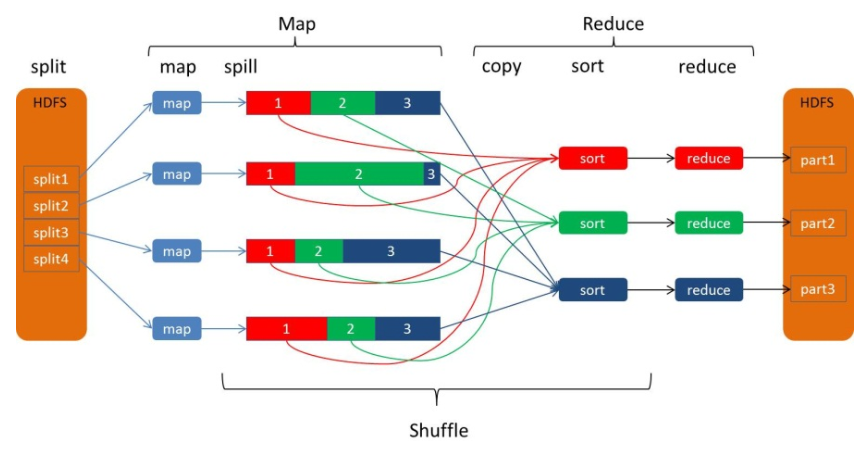 Map Reduce
split map spill copy sort reduce
HDFS HDFS
map 1 2 3
sort reduce part1
split1 map 1 2 3
split2
sort reduce part2
split3 map 1 2 3
split4
sort reduce part3
map 1 2 3
Shuffle